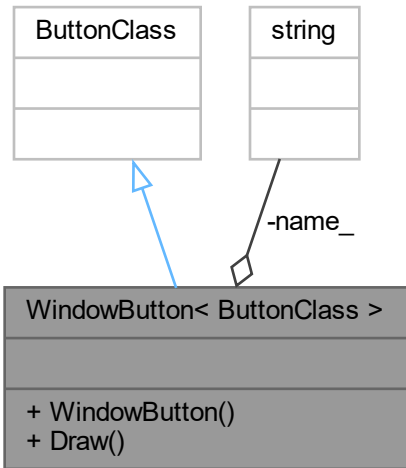 ButtonClass
string
-name_
WindowButton< ButtonClass >
+ WindowButton()
+ Draw()